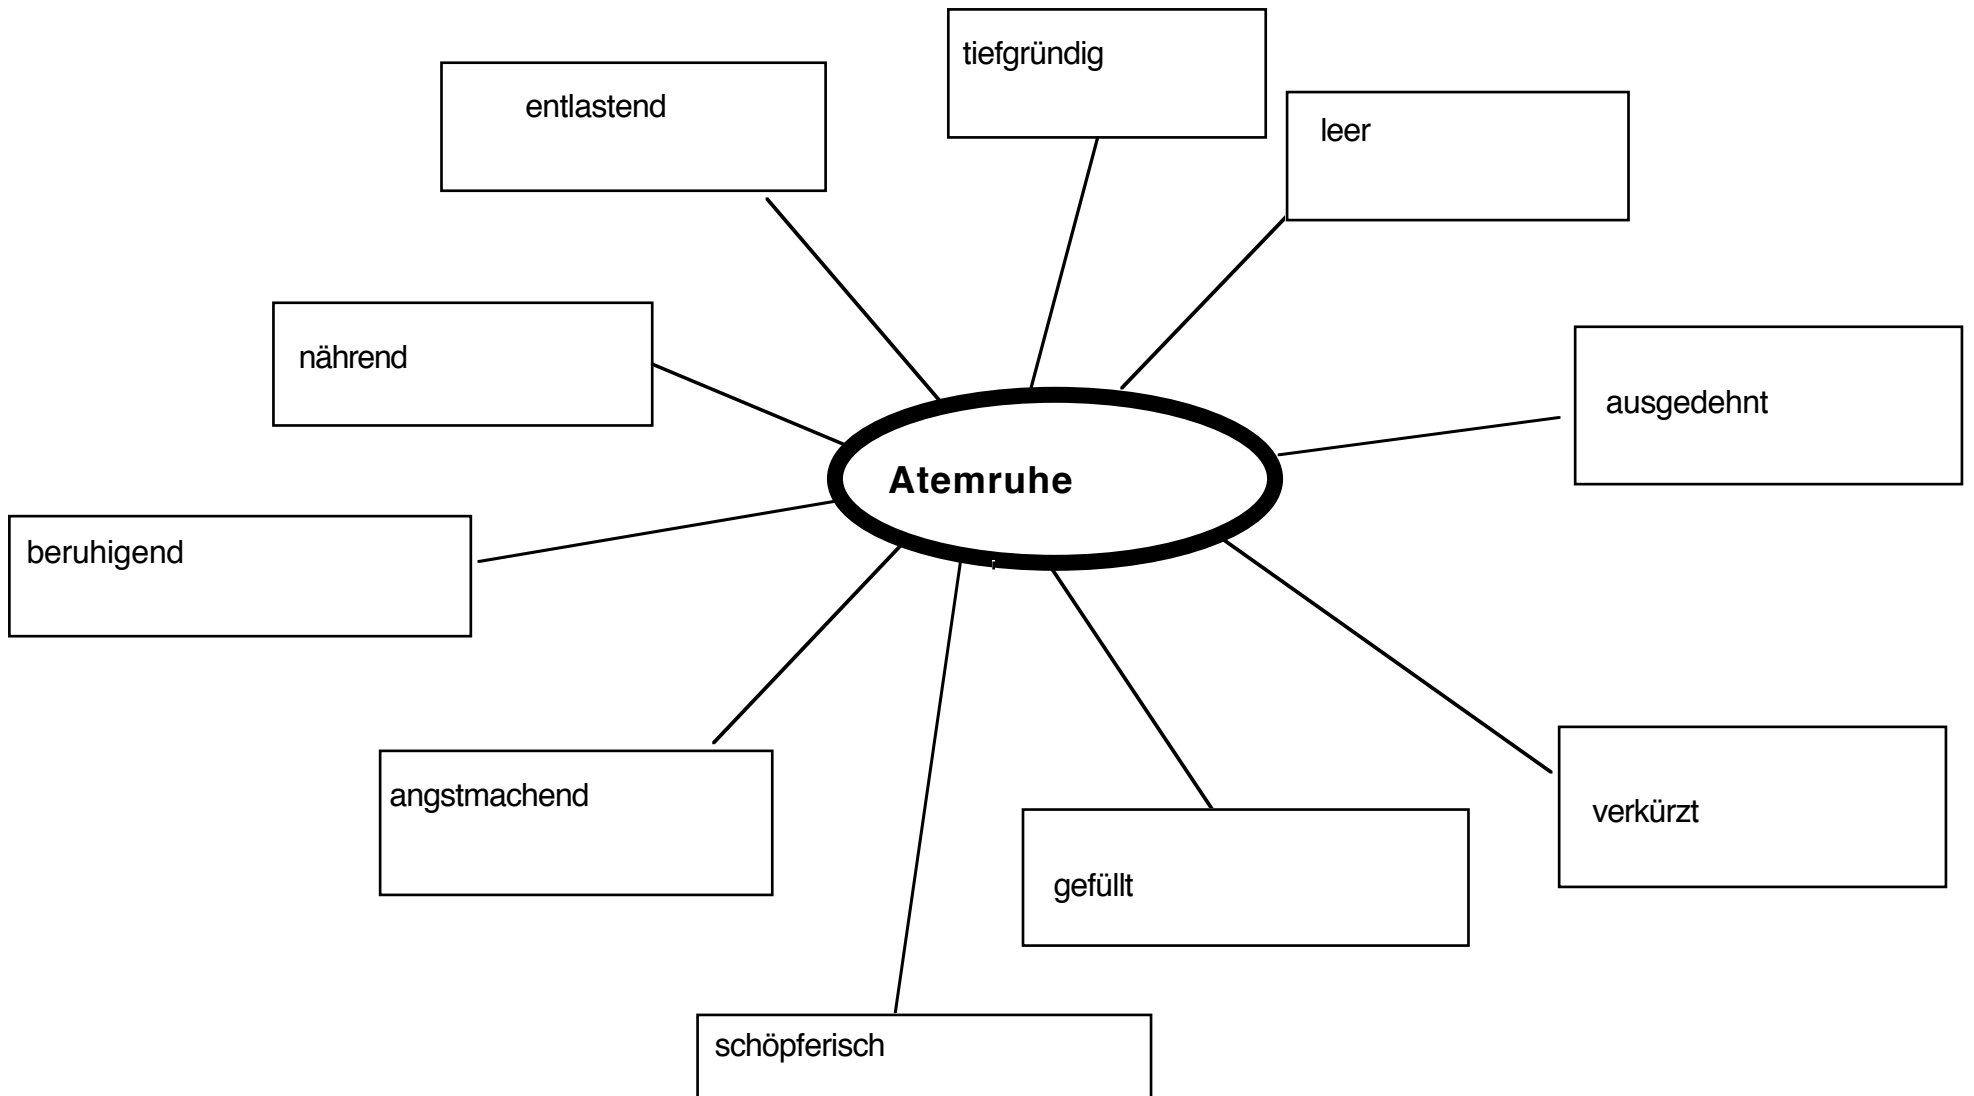 tiefgründig
entlastend
leer
nährend
ausgedehnt
Atemruhe
beruhigend
angstmachend
verkürzt
gefüllt
schöpferisch